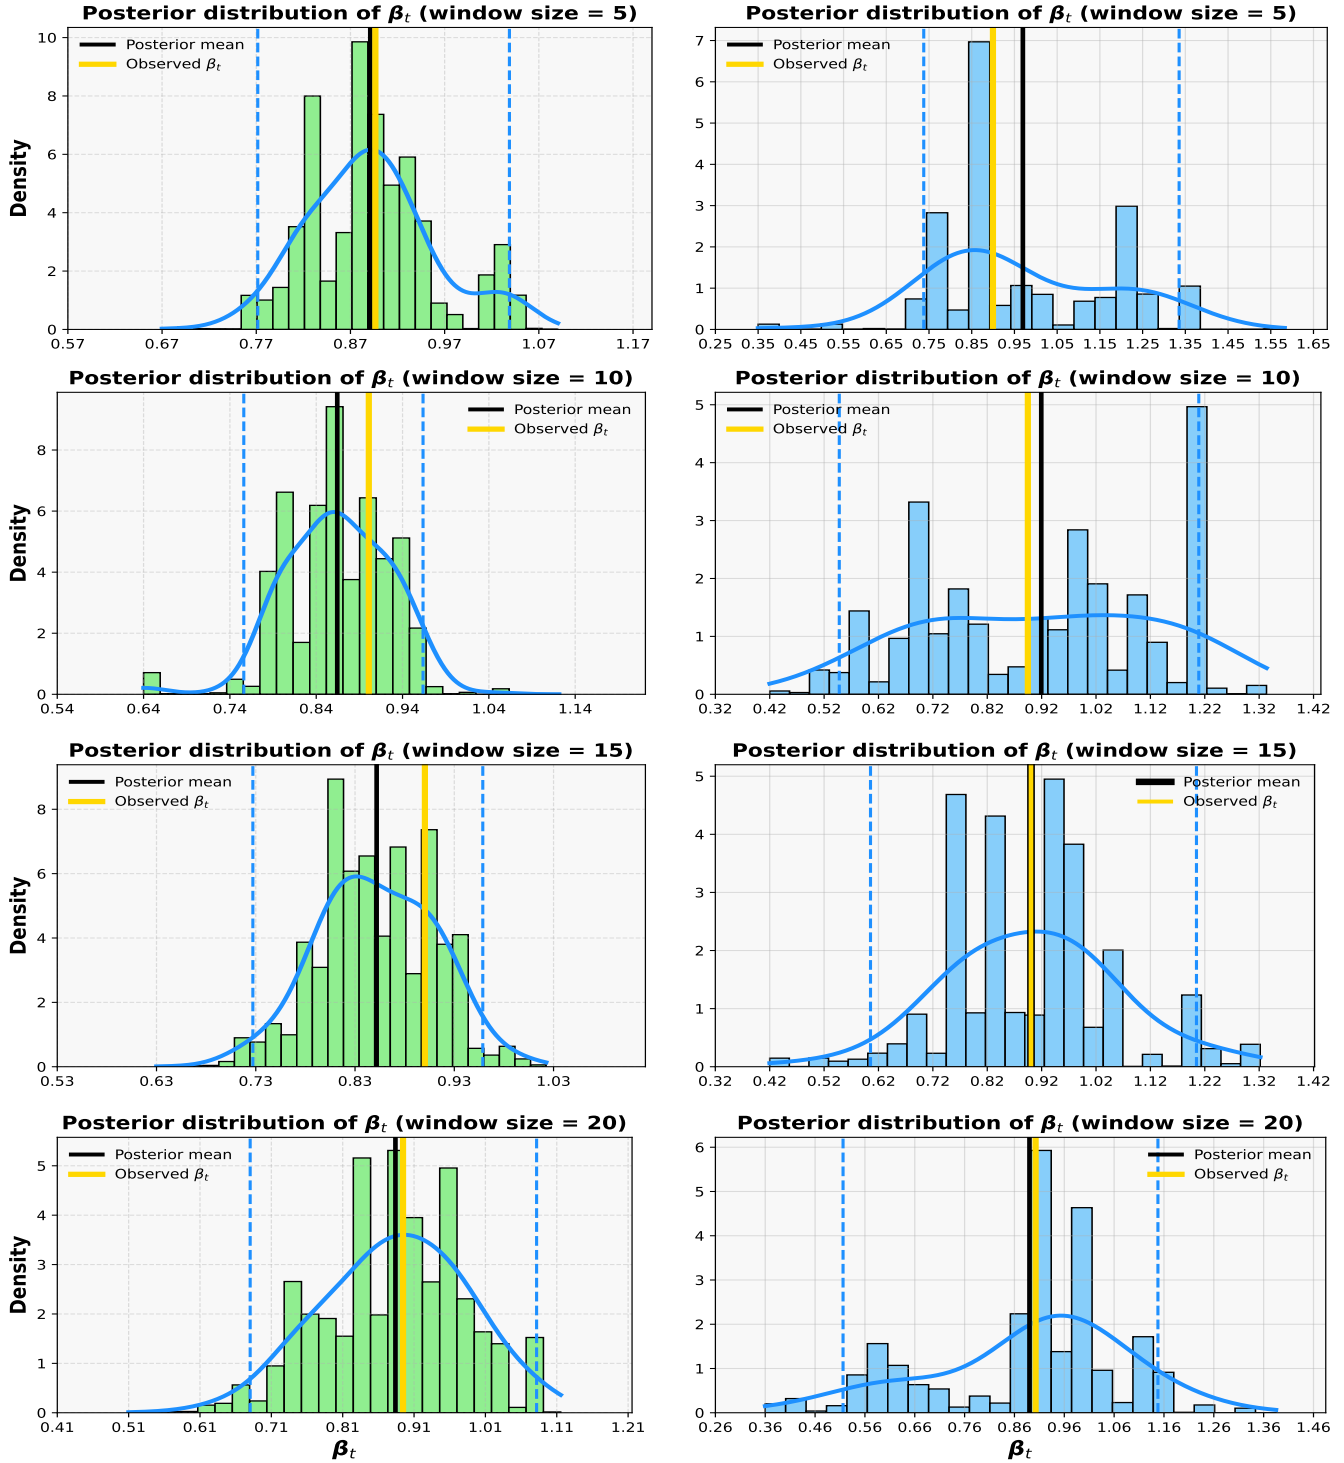 Posterior distribution of βt (window size = 5)
Posterior mean
Observed βt
Density
10
8
6
4
2
0
0.57 0.67 0.77 0.87 0.97 1.07 1.17
Posterior distribution of βt (window size = 5)
Posterior mean
Observed βt
7
6
5
4
3
2
1
0
0.25 0.35 0.45 0.55 0.65 0.75 0.85 0.95 1.05 1.15 1.25 1.35 1.45 1.55 1.65
Posterior distribution of βt (window size = 10)
Posterior mean
Observed βt
Density
8
6
4
2
0
0.54 0.64 0.74 0.84 0.94 1.04 1.14
Posterior distribution of βt (window size = 10)
Posterior mean
Observed βt
5
4
3
2
1
0
0.32 0.42 0.52 0.62 0.72 0.82 0.92 1.02 1.12 1.22 1.32 1.42
Posterior distribution of βt (window size = 15)
Posterior mean
Observed βt
Density
8
6
4
2
0
0.53 0.63 0.73 0.83 0.93 1.03
Posterior distribution of βt (window size = 15)
Posterior mean
Observed βt
5
4
3
2
1
0
0.32 0.42 0.52 0.62 0.72 0.82 0.92 1.02 1.12 1.22 1.32 1.42
Posterior distribution of βt (window size = 20)
Posterior mean
Observed βt
Density
5
4
3
2
1
0
0.41 0.51 0.61 0.71 0.81 0.91 1.01 1.11 1.21
βt
Posterior distribution of βt (window size = 20)
Posterior mean
Observed βt
6
5
4
3
2
1
0
0.26 0.36 0.46 0.56 0.66 0.76 0.86 0.96 1.06 1.16 1.26 1.36 1.46
βt